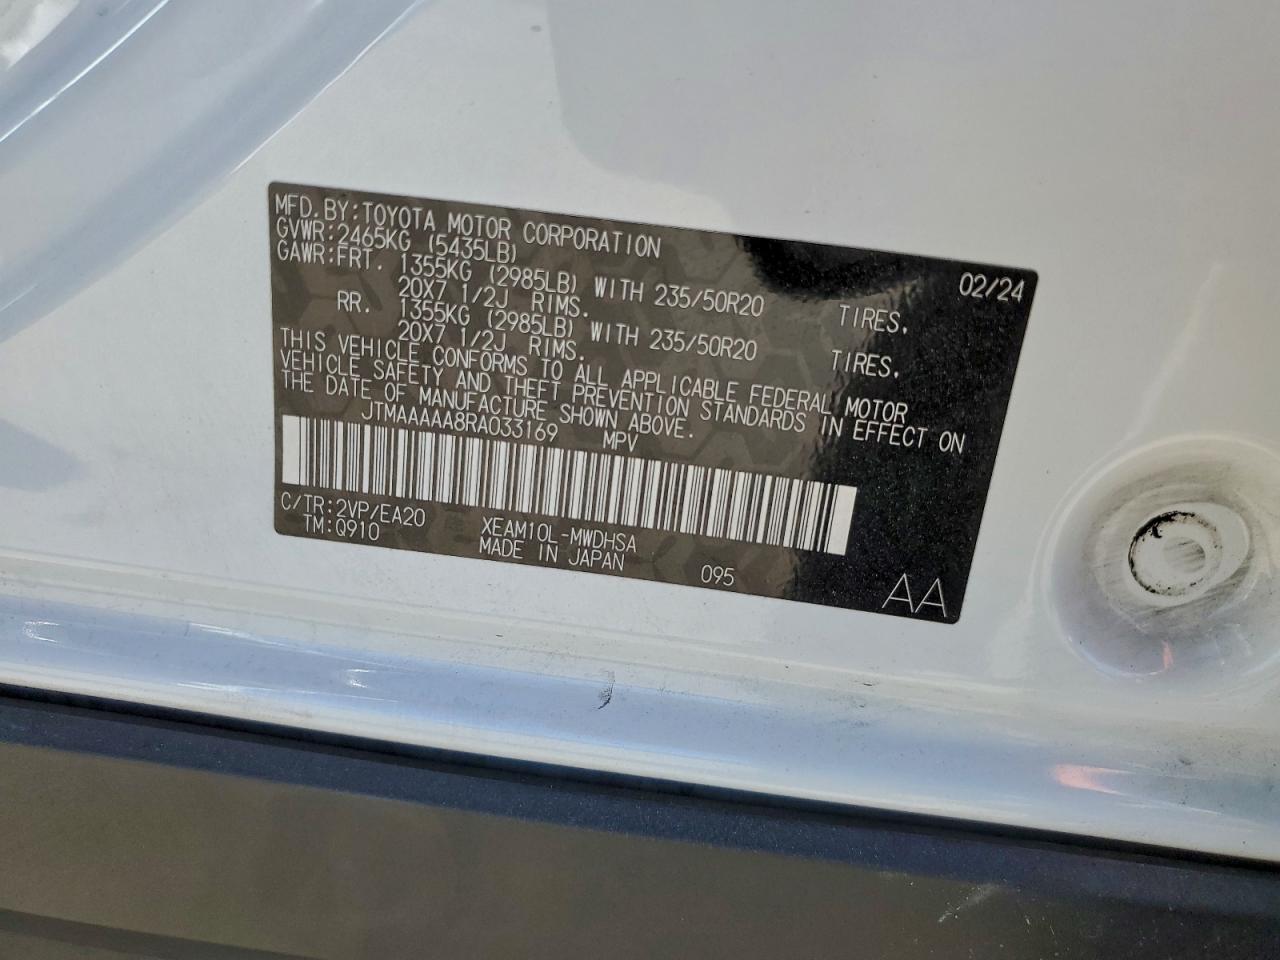 MFD.BY:TOYOTA MOTOR CORPORATION 02/24
GVWR:2465KG (5435LB)
GAWR:FRT. 1355KG (2985LB) WITH 235/50R20 TIRES,
20X7 1/2J RIMS.
RR. 1355KG (2985LB) WITH 235/50R20 TIRES,
20X7 1/2J RIMS.
THIS VEHICLE CONFORMS TO ALL APPLICABLE FEDERAL MOTOR
VEHICLE SAFETY AND THEFT PREVENTION STANDARDS IN EFFECT ON
THE DATE OF MANUFACTURE SHOWN ABOVE.
JTMAAAAA8RA033169 MPV
C/TR:2VP/EA20 XEAM10L-MWDHSA
TM:Q910 MADE IN JAPAN 095
AA